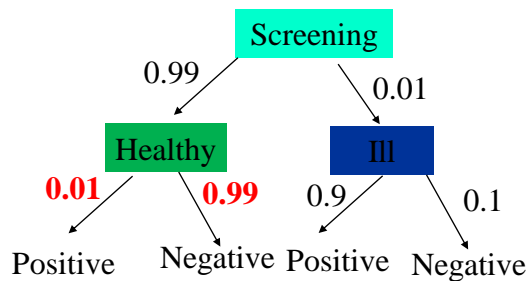 Screening
0.99
0.01
Healthy
Ill
0.01
0.99
0.9
0.1
Positive
Negative
Positive
Negative